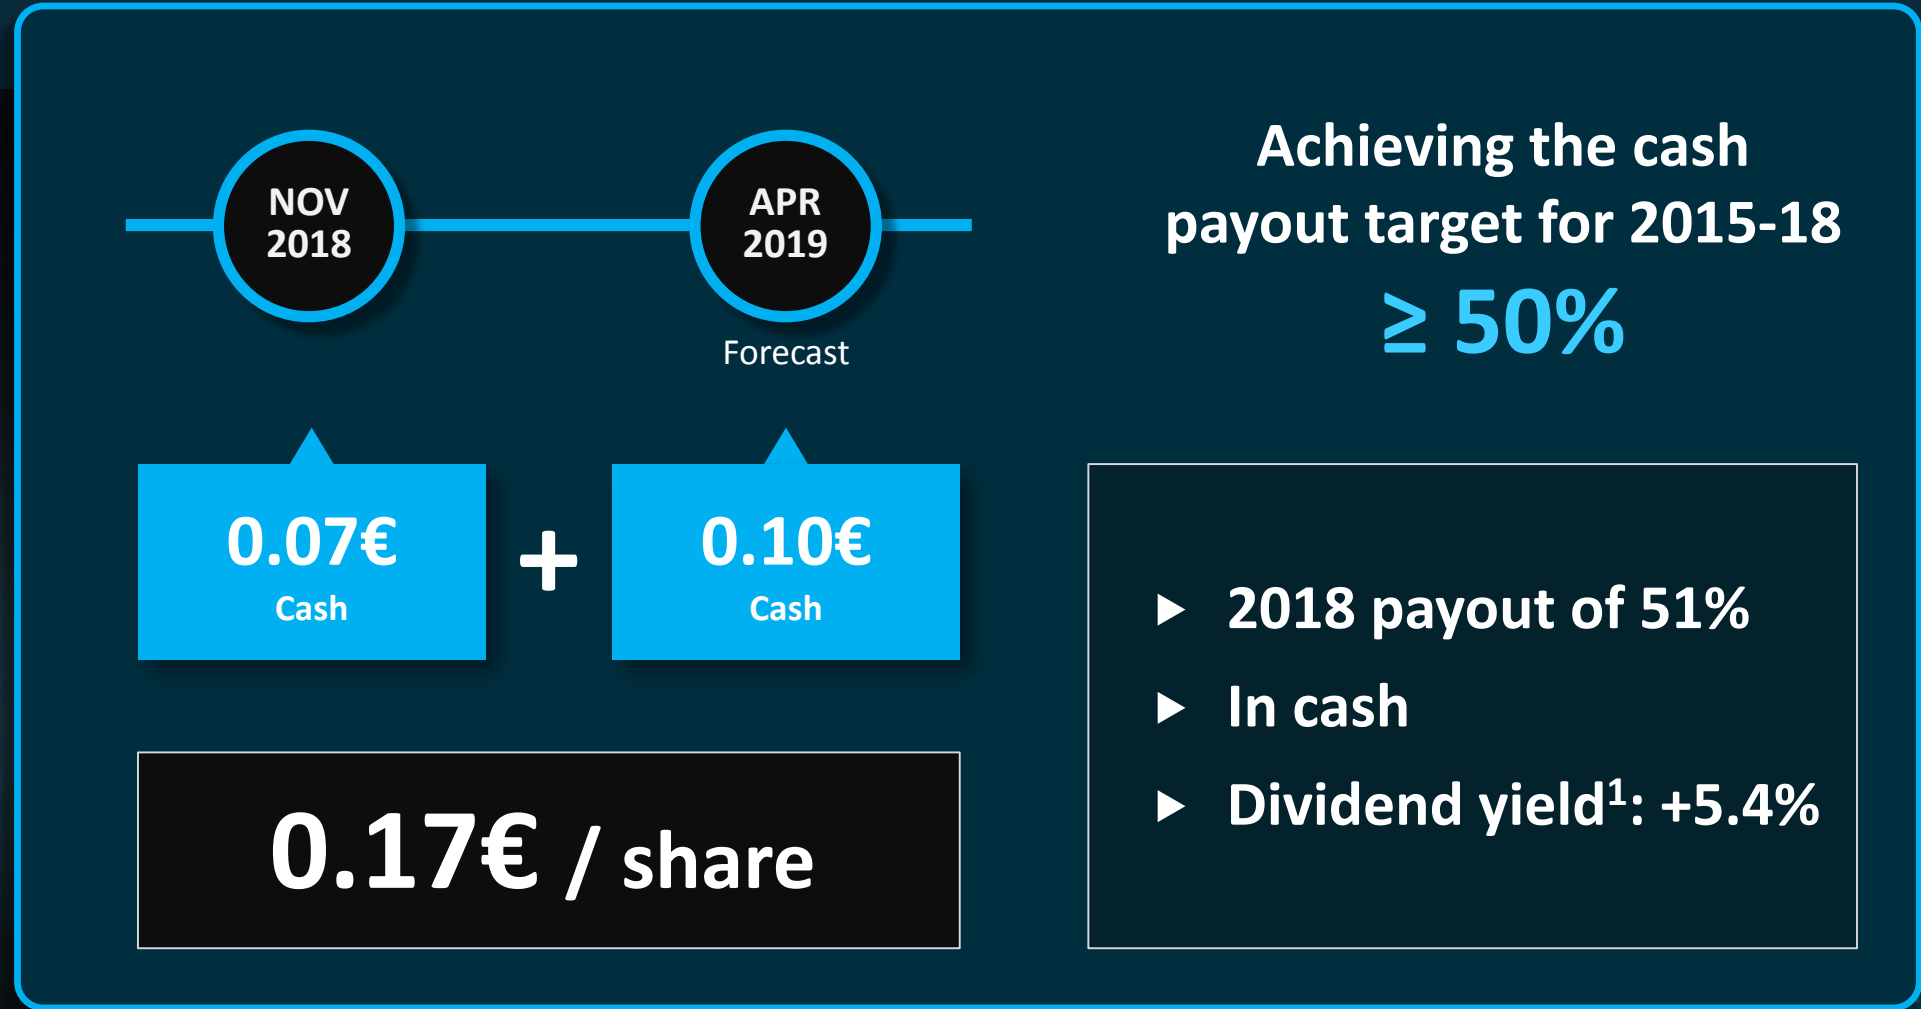 NOV
2018
APR
2019
Forecast
0.07€
Cash
+
0.10€
Cash
0.17€ / share
Achieving the cash
payout target for 2015-18
≥ 50%
▶ 2018 payout of 51%
▶ In cash
▶ Dividend yield¹: +5.4%